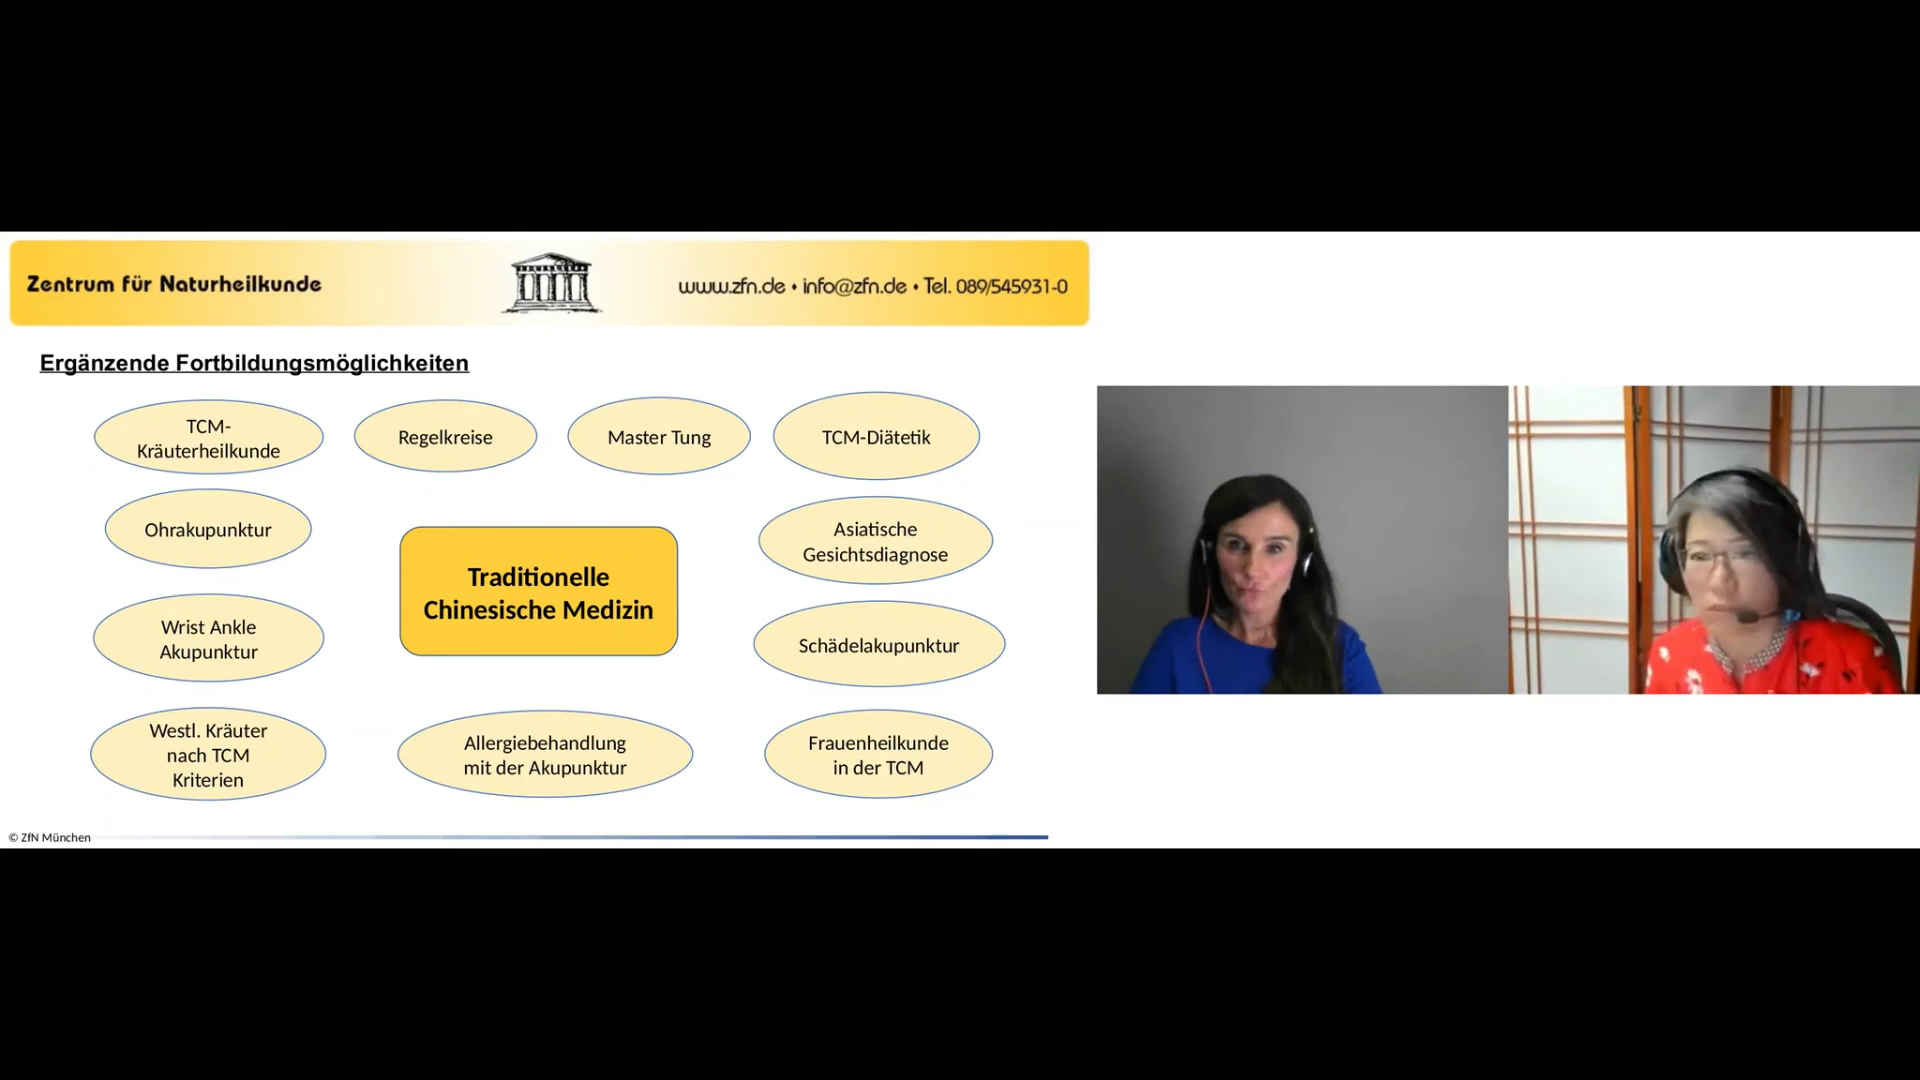 Zentrum für Naturheilkunde
www.zfn.de • info@zfn.de • Tel. 089/545931-0
Ergänzende Fortbildungsmöglichkeiten
TCM-
Kräuterheilkunde
Regelkreise
Master Tung
TCM-Diätetik
Ohrakupunktur
Asiatische
Gesichtsdiagnose
Traditionelle
Chinesische Medizin
Wrist Ankle
Akupunktur
Schädelakupunktur
Westl. Kräuter
nach TCM
Kriterien
Allergiebehandlung
mit der Akupunktur
Frauenheilkunde
in der TCM
© ZfN München